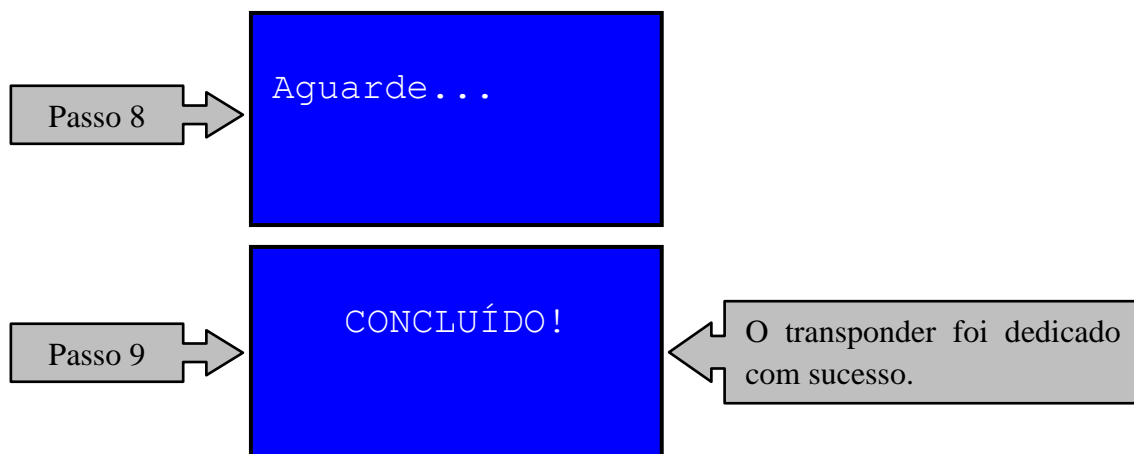 Passo 8
Aguarde...
Passo 9
CONCLUÍDO!
O transponder foi dedicado
com sucesso.